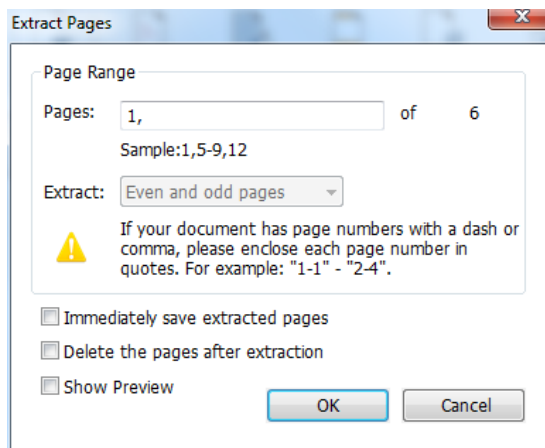 Extract Pages
Page Range
Pages: 1, of 6
Sample:1,5-9,12
Extract: Even and odd pages
If your document has page numbers with a dash or
comma, please enclose each page number in
quotes. For example: "1-1" - "2-4".
Immediately save extracted pages
Delete the pages after extraction
Show Preview
OK Cancel